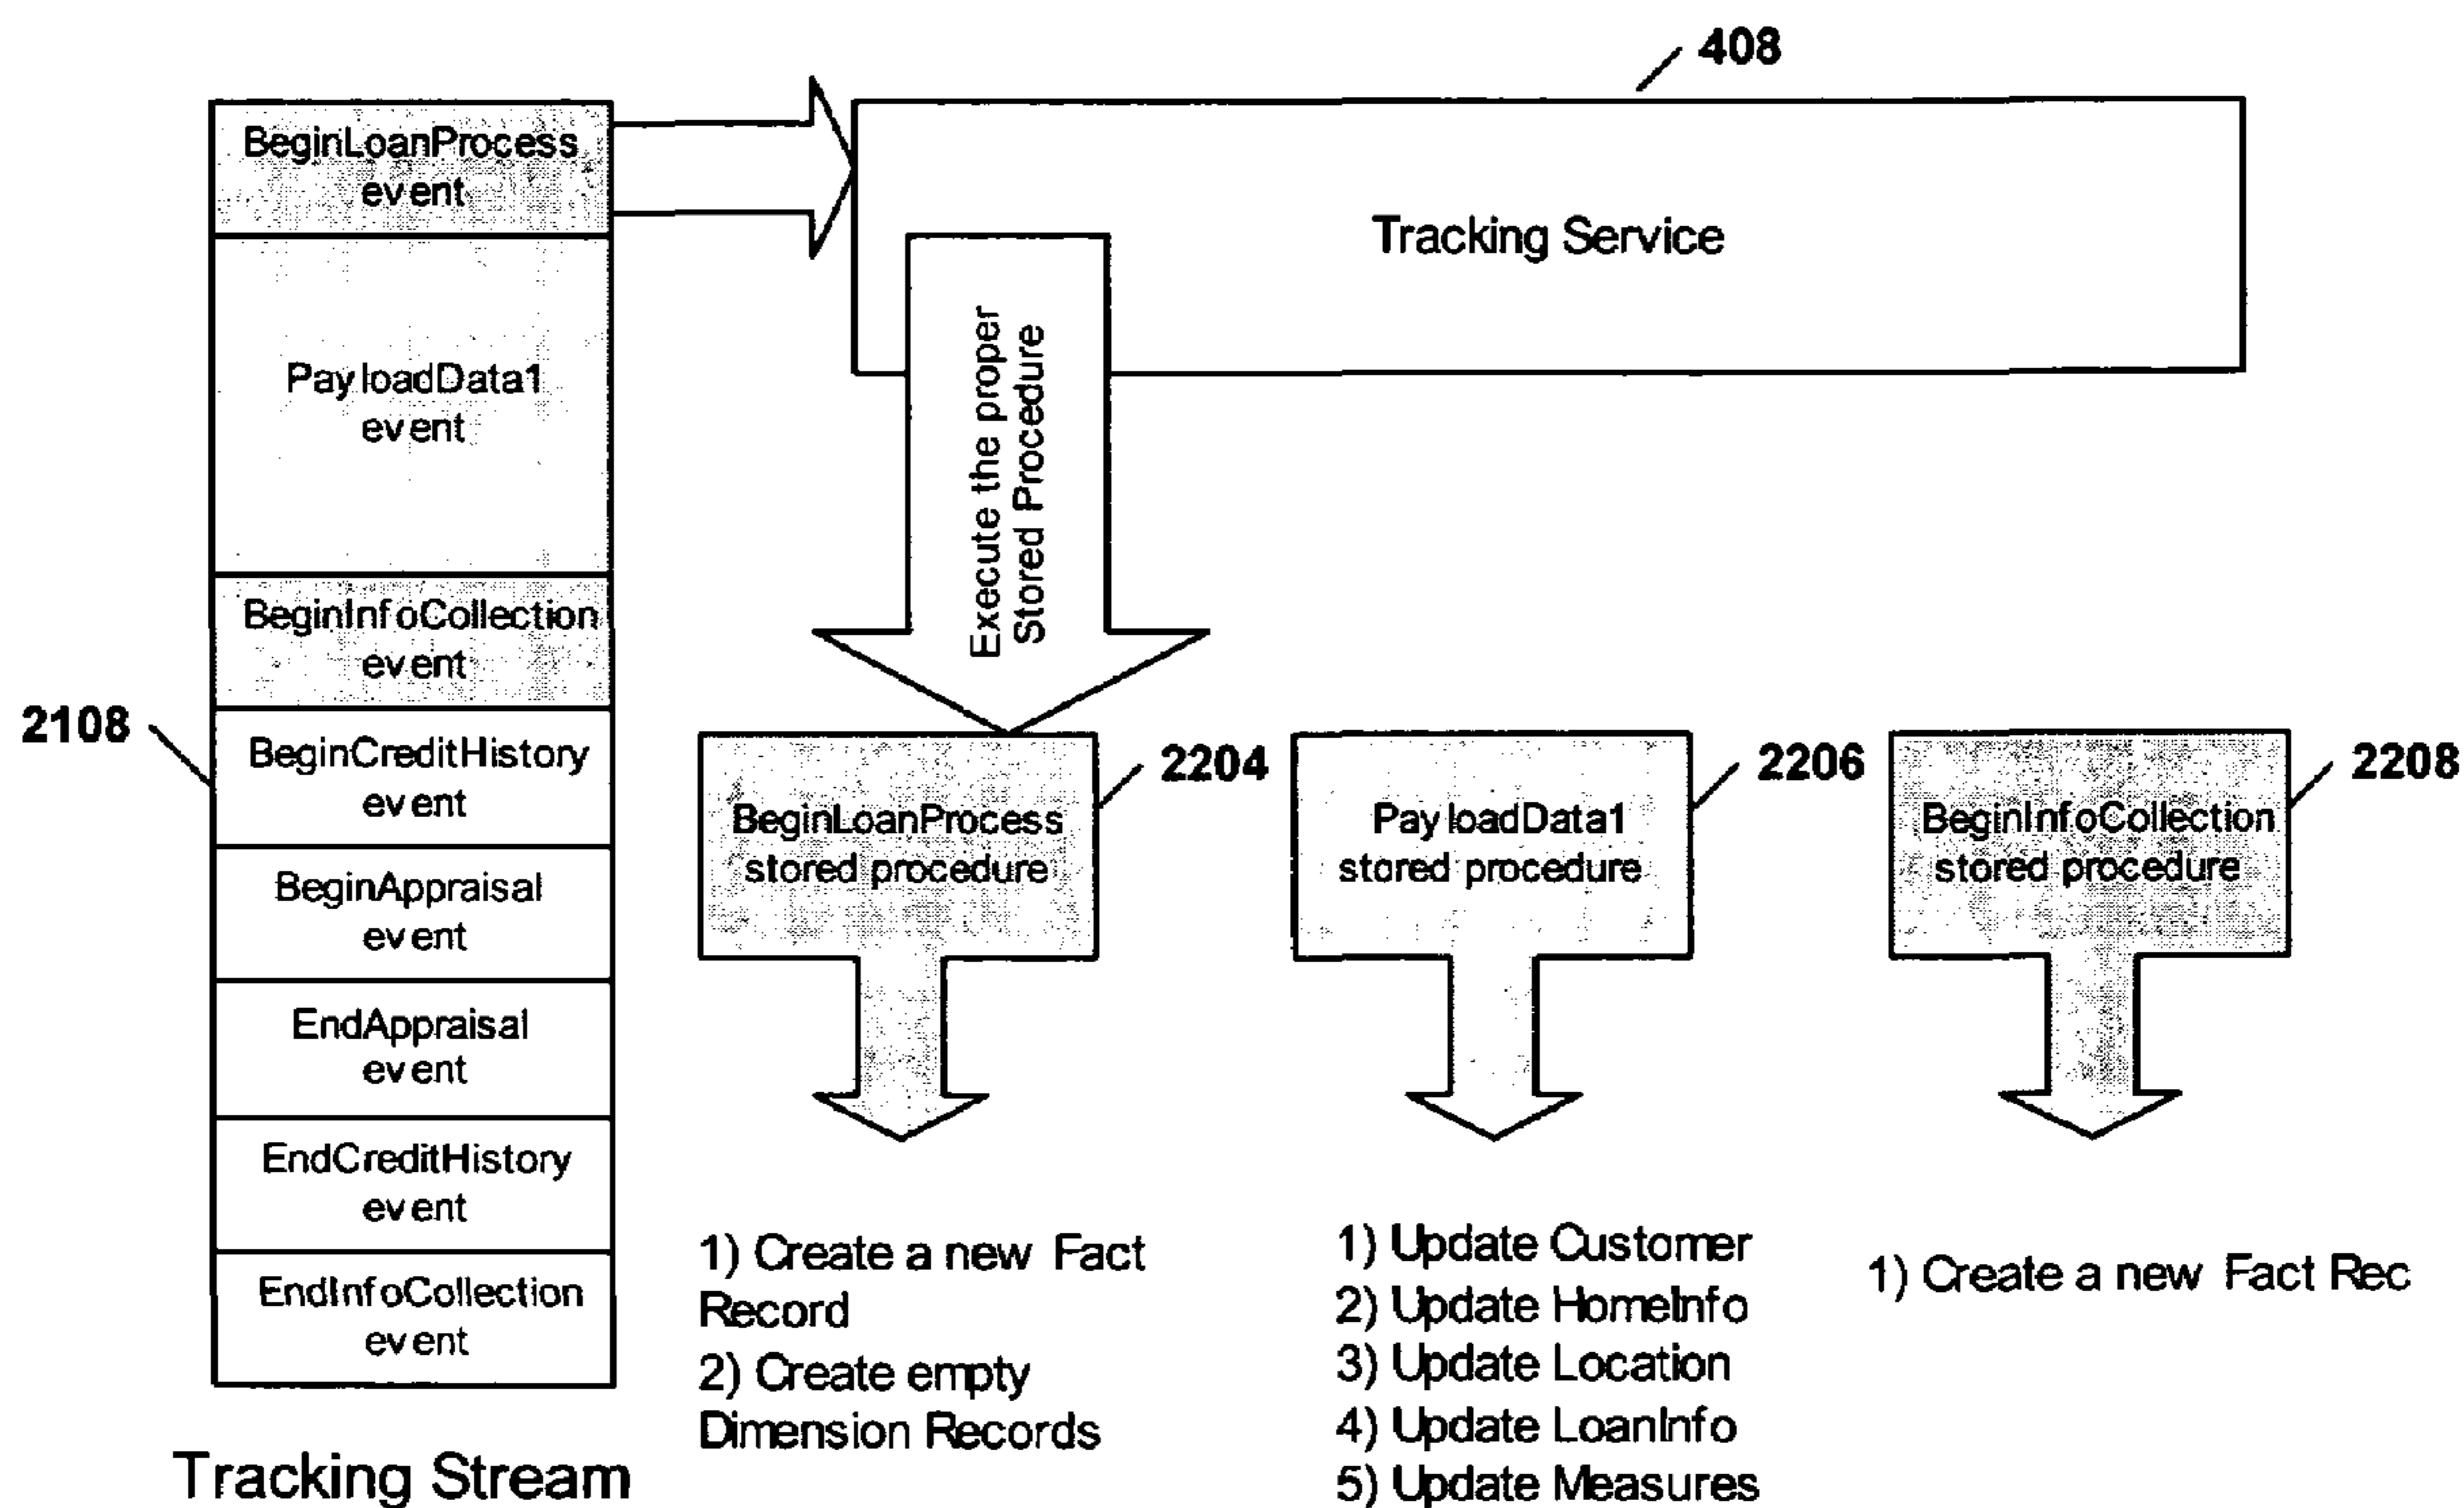 408
BeginLoanProcess
event
Tracking Service
PayloadData1
event
Execute the proper
Stored Procedure
BeginInfoCollection
event
2108
BeginCreditHistory
event
BeginAppraisal
event
EndAppraisal
event
EndCreditHistory
event
EndInfoCollection
event
Tracking Stream
2204
BeginLoanProcess
stored procedure
1) Create a new Fact
Record
2) Create empty
Dimension Records
2206
PayloadData1
stored procedure
1) Update Customer
2) Update HomeInfo
3) Update Location
4) Update LoanInfo
5) Update Measures
2208
BeginInfoCollection
stored procedure
1) Create a new Fact Rec